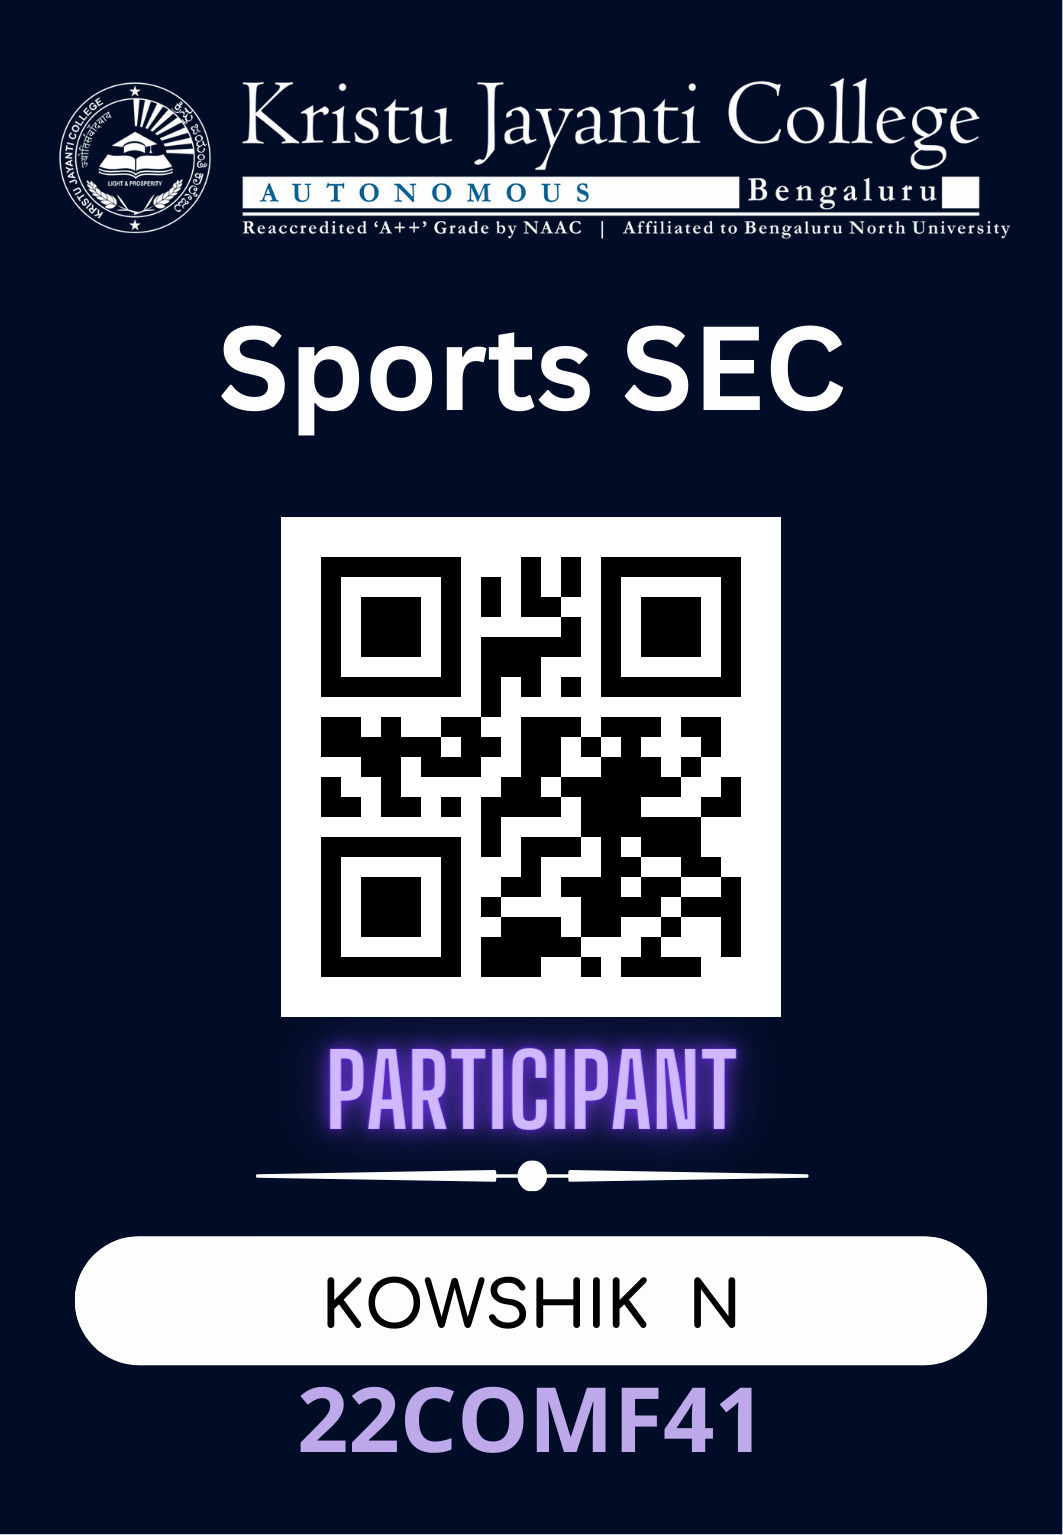 Kristu Jayanti College
AUTONOMOUS Bengaluru
Reaccredited ‘A++’ Grade by NAAC | Affiliated to Bengaluru North University
KRISTU JAYANTI COLLEGE
LIGHT & PROSPERITY
Sports SEC
PARTICIPANT
KOWSHIK N
22COMF41